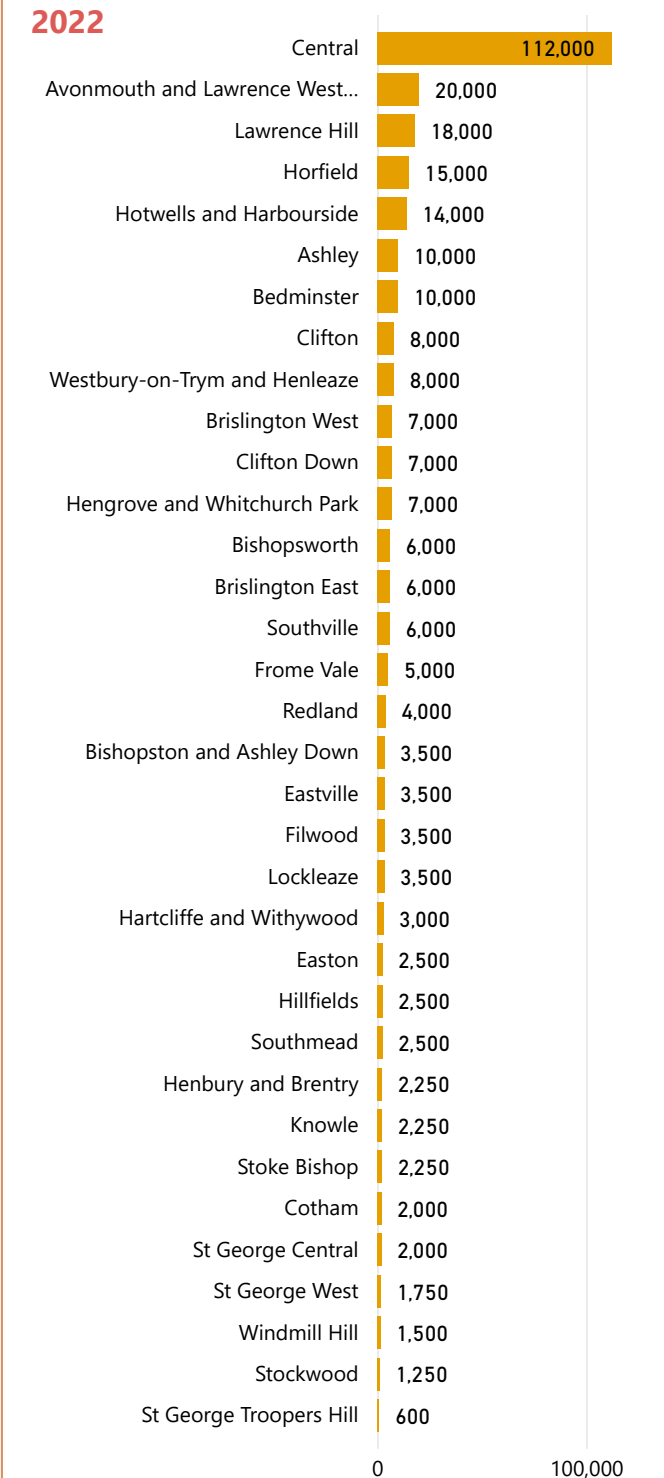 2022
Central 112,000
Avonmouth and Lawrence West... 20,000
Lawrence Hill 18,000
Horfield 15,000
Hotwells and Harbourside 14,000
Ashley 10,000
Bedminster 10,000
Clifton 8,000
Westbury-on-Trym and Henleaze 8,000
Brislington West 7,000
Clifton Down 7,000
Hengrove and Whitchurch Park 7,000
Bishopsworth 6,000
Brislington East 6,000
Southville 6,000
Frome Vale 5,000
Redland 4,000
Bishopston and Ashley Down 3,500
Eastville 3,500
Filwood 3,500
Lockleaze 3,500
Hartcliffe and Withywood 3,000
Easton 2,500
Hillfields 2,500
Southmead 2,500
Henbury and Brentry 2,250
Knowle 2,250
Stoke Bishop 2,250
Cotham 2,000
St George Central 2,000
St George West 1,750
Windmill Hill 1,500
Stockwood 1,250
St George Troopers Hill 600
0 100,000